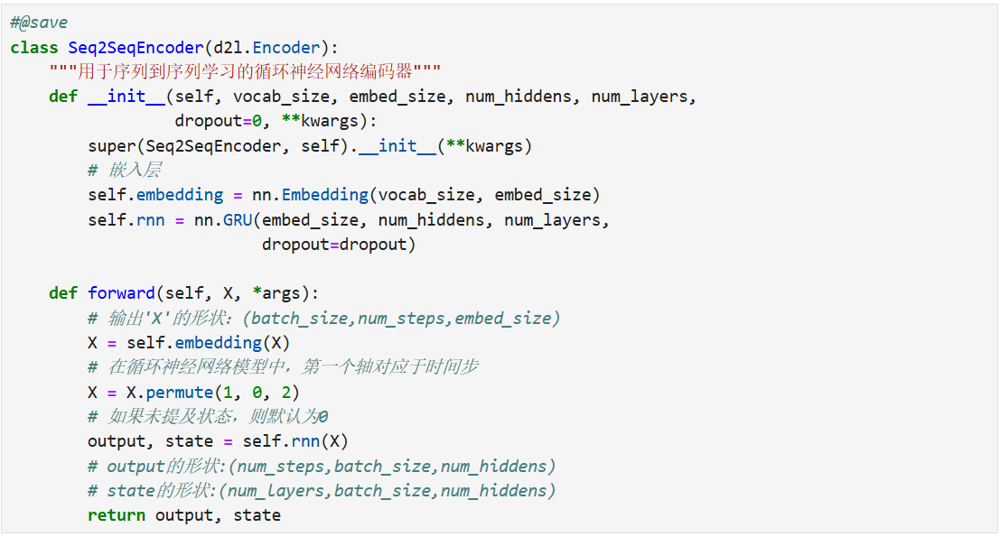 #@save
class Seq2SeqEncoder(d2l.Encoder):
    """用于序列到序列学习的循环神经网络编码器"""
    def __init__(self, vocab_size, embed_size, num_hiddens, num_layers,
                 dropout=0, **kwargs):
        super(Seq2SeqEncoder, self).__init__(**kwargs)
        # 嵌入层
        self.embedding = nn.Embedding(vocab_size, embed_size)
        self.rnn = nn.GRU(embed_size, num_hiddens, num_layers,
                          dropout=dropout)

    def forward(self, X, *args):
        # 输出'X'的形状：(batch_size,num_steps,embed_size)
        X = self.embedding(X)
        # 在循环神经网络模型中，第一个轴对应于时间步
        X = X.permute(1, 0, 2)
        # 如果未提及状态，则默认为0
        output, state = self.rnn(X)
        # output的形状:(num_steps,batch_size,num_hiddens)
        # state的形状:(num_layers,batch_size,num_hiddens)
        return output, state